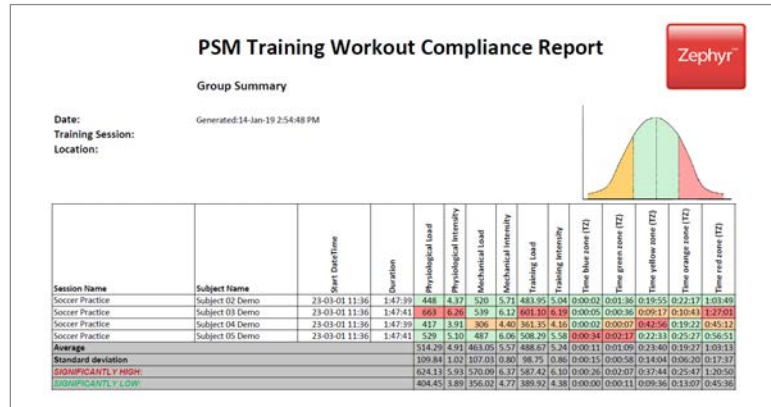 PSM Training Workout Compliance Report
Zephyr™
Group Summary
Date: Generated:14-Jan-19 2:54:48 PM
Training Session:
Location:
Session Name Subject Name Start DateTime Duration Physiological Load Physiological Intensity Mechanical Load Mechanical Intensity Training Load Training Intensity Time blue zone (TZ) Time green zone (TZ) Time yellow zone (TZ) Time orange zone (TZ) Time red zone (TZ)
Soccer Practice Subject 02 Demo 23-03-01 11:36 1:47:39 448 4.37 520 5.71 483.95 5.04 0:00:02 0:01:36 0:19:55 0:22:17 1:03:49
Soccer Practice Subject 03 Demo 23-03-01 11:36 1:47:41 663 6.26 539 6.12 601.10 6.19 0:00:05 0:00:36 0:09:17 0:10:43 1:27:01
Soccer Practice Subject 04 Demo 23-03-01 11:36 1:47:39 417 3.91 306 4.40 361.35 4.16 0:00:02 0:00:07 0:42:56 0:19:22 0:45:12
Soccer Practice Subject 05 Demo 23-03-01 11:36 1:47:41 529 5.10 487 6.06 508.29 5.58 0:00:34 0:02:17 0:22:33 0:25:27 0:56:51
Average 514.29 4.91 463.05 5.57 488.67 5.24 0:00:11 0:01:09 0:23:40 0:19:27 1:03:13
Standard deviation 109.84 1.02 107.03 0.80 98.75 0.86 0:00:15 0:00:58 0:14:04 0:06:20 0:17:37
SIGNIFICANTLY HIGH: 624.13 5.93 570.09 6.37 587.42 6.10 0:00:26 0:02:07 0:37:44 0:25:47 1:20:50
SIGNIFICANTLY LOW: 404.45 3.89 356.02 4.77 389.92 4.38 0:00:00 0:00:11 0:09:36 0:13:07 0:45:36